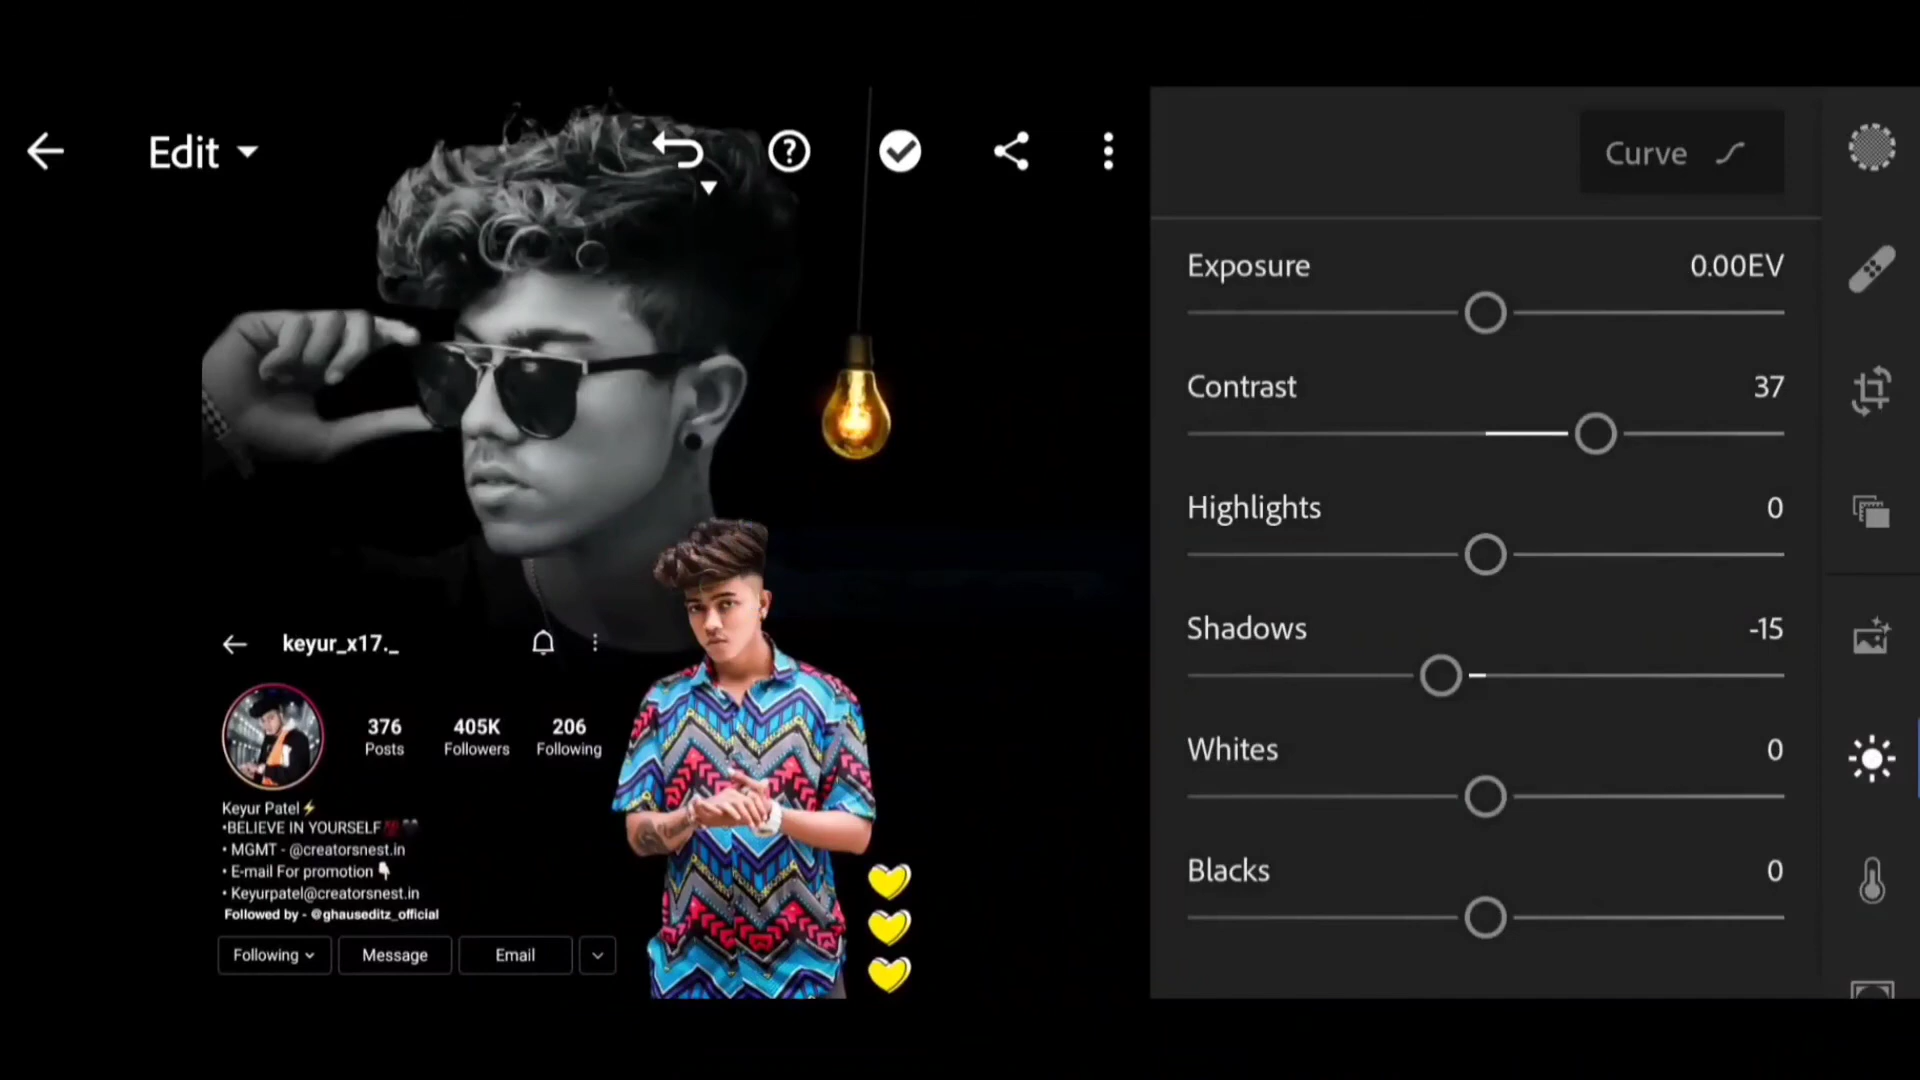 Edit
Curve
Exposure 0.00EV
Contrast 37
Highlights 0
Shadows -15
Whites 0
Blacks 0
keyur_x17._
376 405K 206
Posts Followers Following
Keyur Patel⚡
•BELIEVE IN YOURSELF💯🖤
• MGMT - @creatorsnest.in
• E-mail For promotion👇
• Keyurpatel@creatorsnest.in
Followed by - @ghauseditz_official
Following Message Email